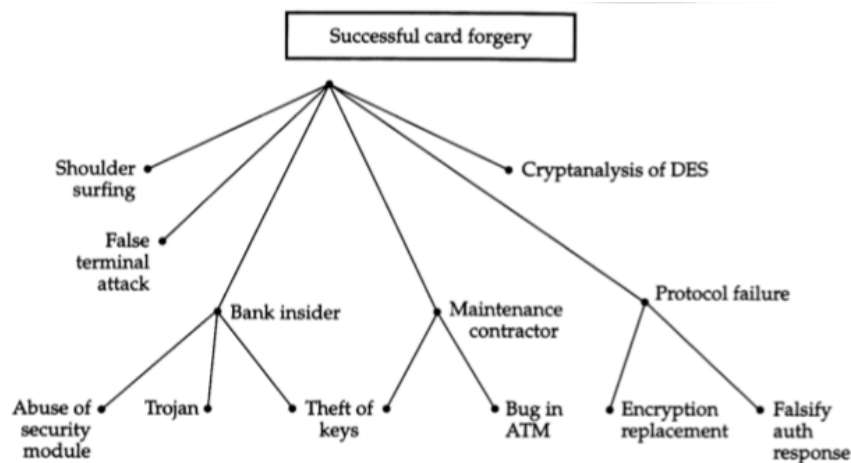 Successful card forgery
Shoulder
surfing
Cryptanalysis of DES
False
terminal
attack
Bank insider
Maintenance
contractor
Protocol failure
Abuse of
security
module
Trojan
Theft of
keys
Bug in
ATM
Encryption
replacement
Falsify
auth
response